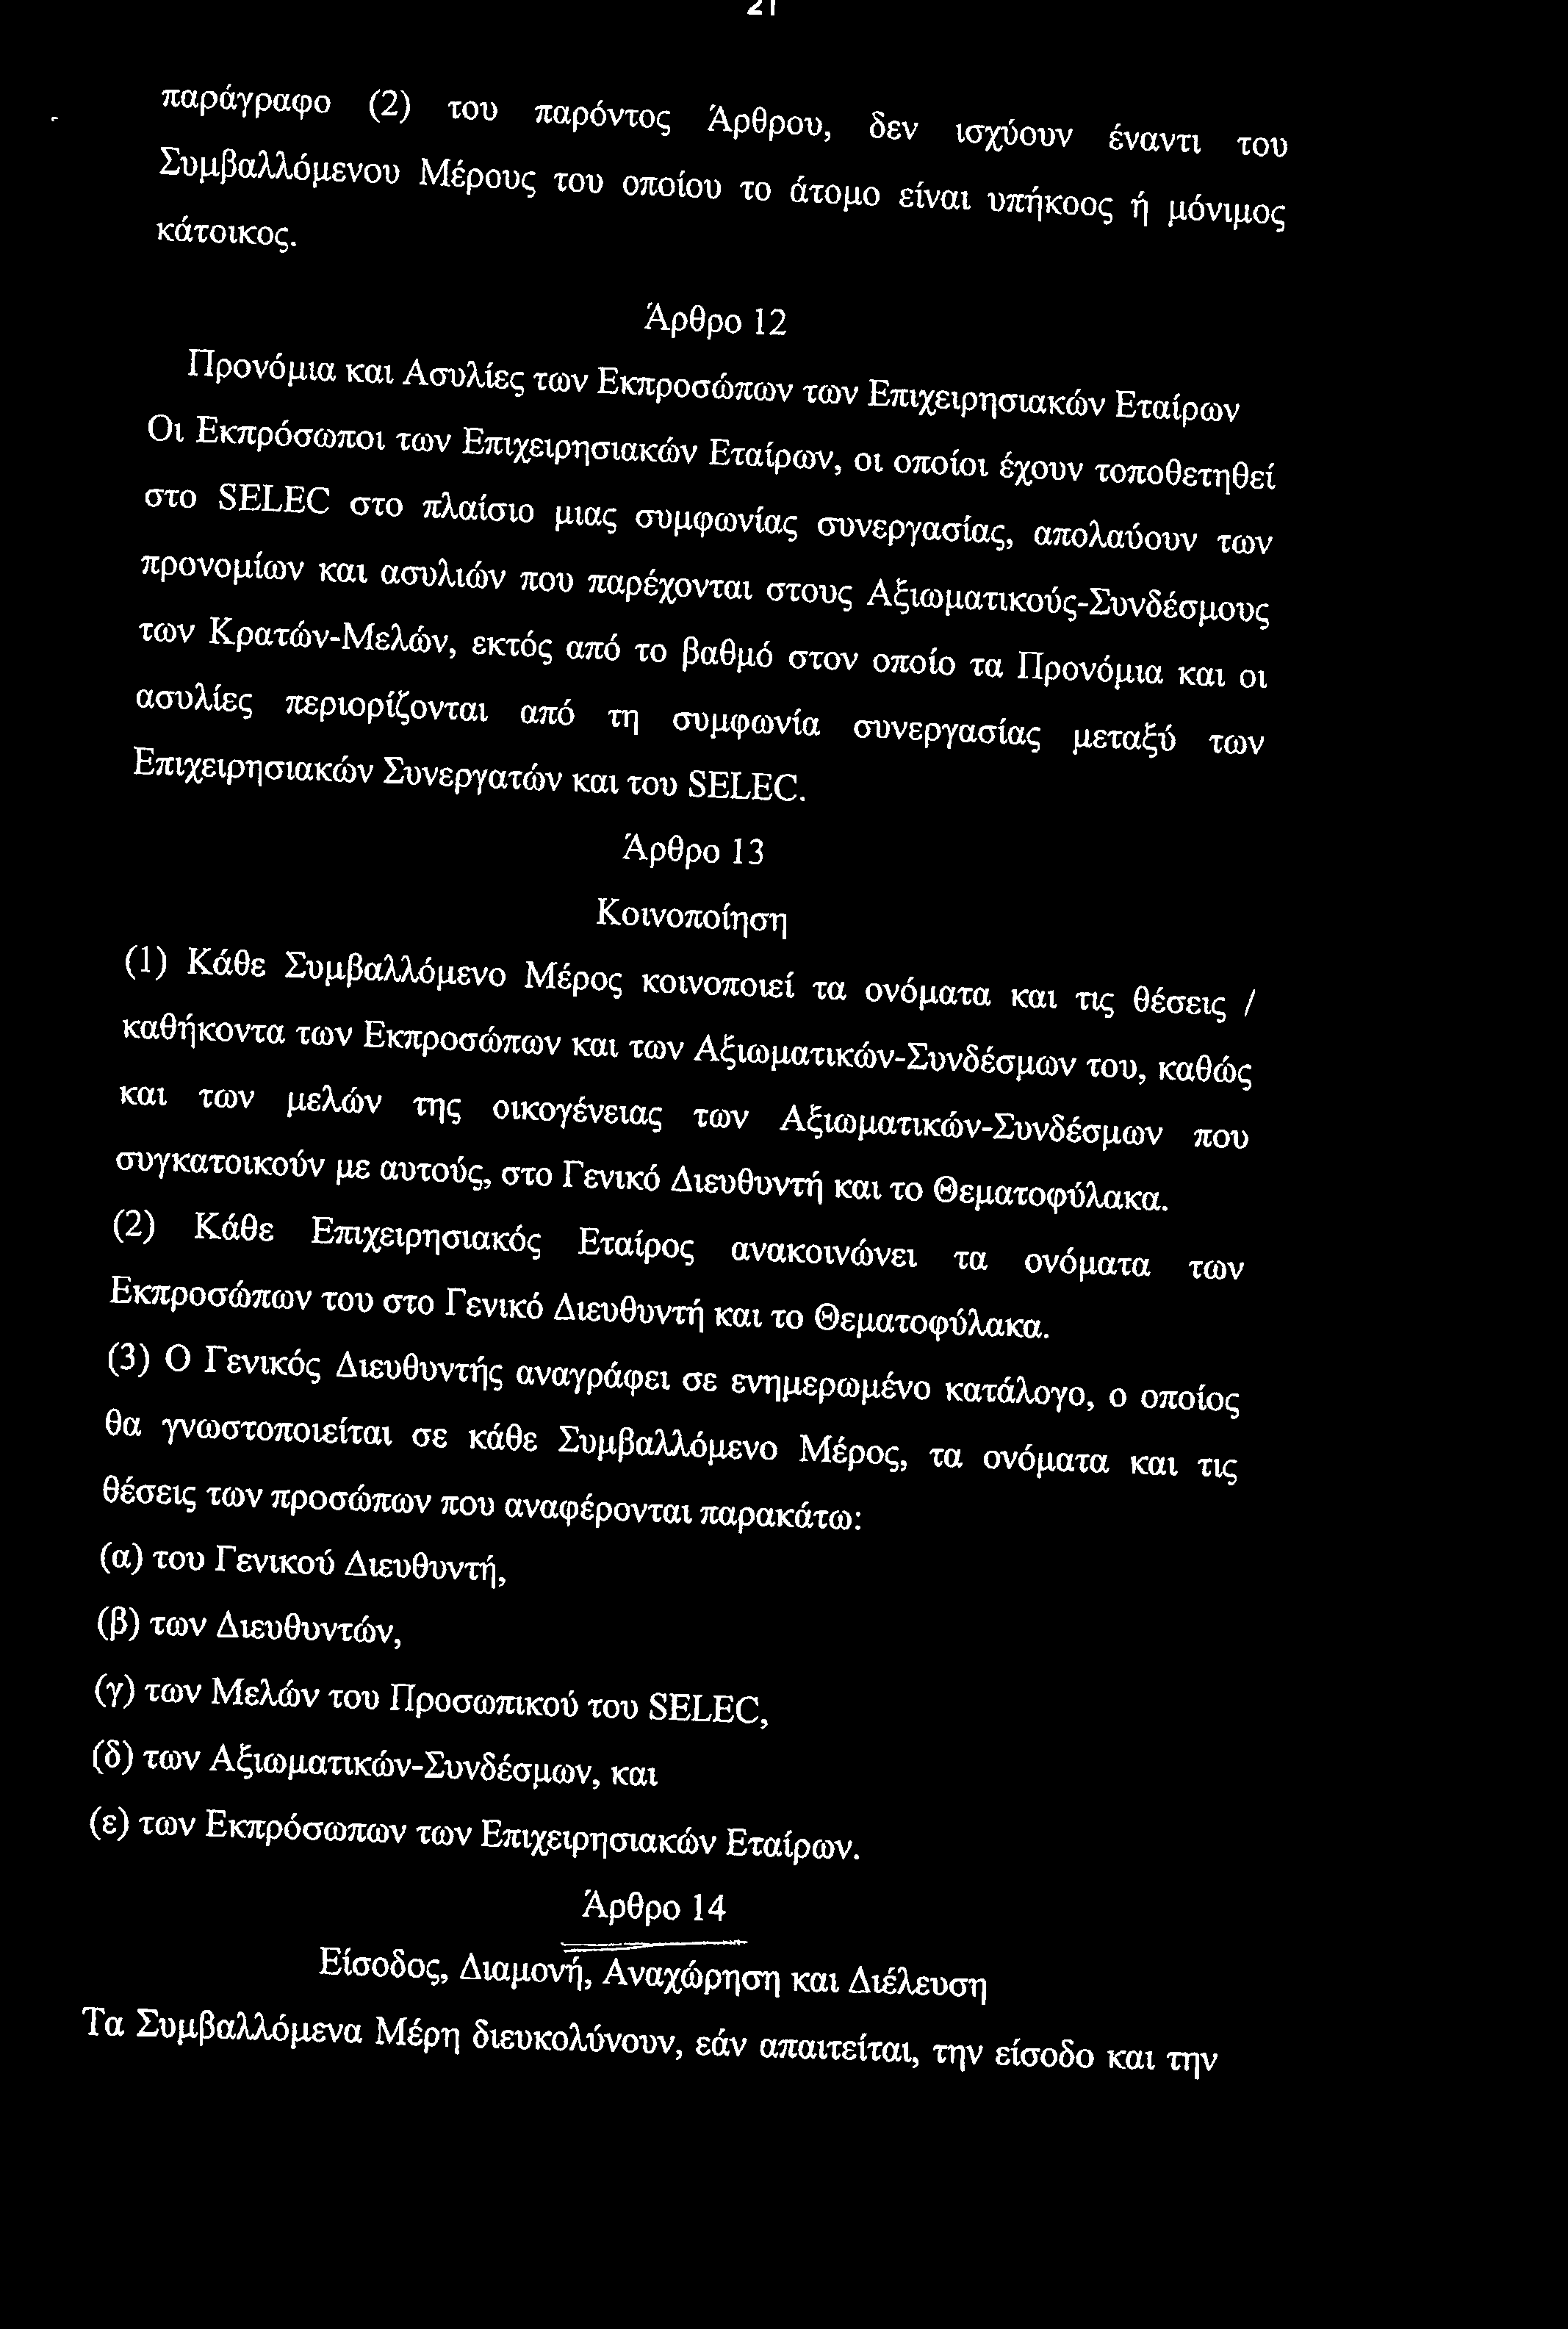 21
παράγραφο (2) του παρόντος Άρθρου, δεν ισχύουν έναντι του
Συμβαλλόμενου Μέρους του οποίου το άτομο είναι υπήκοος ή μόνιμος
κάτοικος.
Άρθρο 12
Προνόμια και Ασυλίες των Εκπροσώπων των Επιχειρησιακών Εταίρων
Οι Εκπρόσωποι των Επιχειρησιακών Εταίρων, οι οποίοι έχουν τοποθετηθεί
στο SELEC στο πλαίσιο μιας συμφωνίας συνεργασίας, απολαύουν των
προνομίων και ασυλιών που παρέχονται στους Αξιωματικούς-Συνδέσμους
των Κρατών-Μελών, εκτός από το βαθμό στον οποίο τα Προνόμια και οι
ασυλίες περιορίζονται από τη συμφωνία συνεργασίας μεταξύ των
Επιχειρησιακών Συνεργατών και του SELEC.
Άρθρο 13
Κοινοποίηση
(1) Κάθε Συμβαλλόμενο Μέρος κοινοποιεί τα ονόματα και τις θέσεις /
καθήκοντα των Εκπροσώπων και των Αξιωματικών-Συνδέσμων του, καθώς
και των μελών της οικογένειας των Αξιωματικών-Συνδέσμων που
συγκατοικούν με αυτούς, στο Γενικό Διευθυντή και το Θεματοφύλακα.
(2) Κάθε Επιχειρησιακός Εταίρος ανακοινώνει τα ονόματα των
Εκπροσώπων του στο Γενικό Διευθυντή και το Θεματοφύλακα.
(3) Ο Γενικός Διευθυντής αναγράφει σε ενημερωμένο κατάλογο, ο οποίος
θα γνωστοποιείται σε κάθε Συμβαλλόμενο Μέρος, τα ονόματα και τις
θέσεις των προσώπων που αναφέρονται παρακάτω:
(α) του Γενικού Διευθυντή,
(β) των Διευθυντών,
(γ) των Μελών του Προσωπικού του SELEC,
(δ) των Αξιωματικών-Συνδέσμων, και
(ε) των Εκπρόσωπων των Επιχειρησιακών Εταίρων.
Άρθρο 14
Είσοδος, Διαμονή, Αναχώρηση και Διέλευση
Τα Συμβαλλόμενα Μέρη διευκολύνουν, εάν απαιτείται, την είσοδο και την